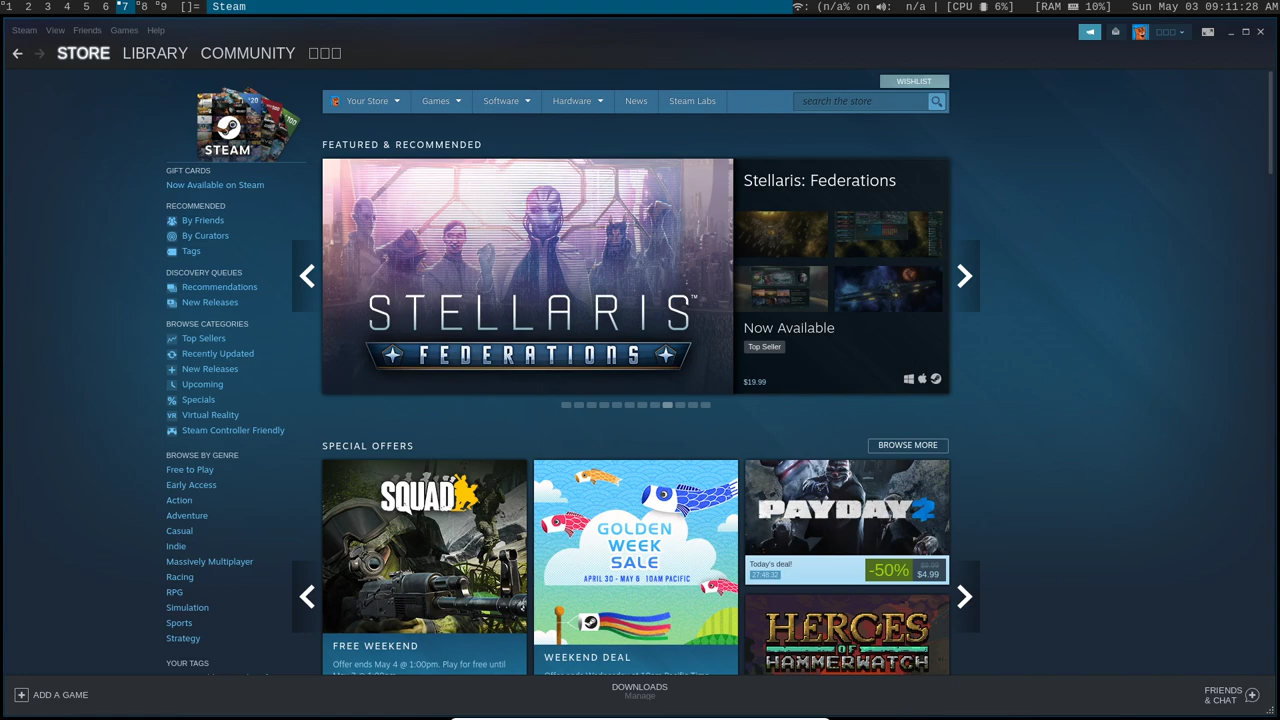 1 2 3 4 5 6 7 8 9 []= Steam
: (n/a% on : n/a | [CPU 6%] [RAM 10%] Sun May 03 09:11:28 AM
Steam View Friends Games Help
STORE LIBRARY COMMUNITY
WISHLIST
Your Store Games Software Hardware News Steam Labs search the store
STEAM
GIFT CARDS
Now Available on Steam
RECOMMENDED
By Friends
By Curators
Tags
DISCOVERY QUEUES
Recommendations
New Releases
BROWSE CATEGORIES
Top Sellers
Recently Updated
New Releases
Upcoming
Specials
Virtual Reality
Steam Controller Friendly
BROWSE BY GENRE
Free to Play
Early Access
Action
Adventure
Casual
Indie
Massively Multiplayer
Racing
RPG
Simulation
Sports
Strategy
YOUR TAGS
FEATURED & RECOMMENDED
STELLARIS™
FEDERATIONS
Stellaris: Federations
Now Available
Top Seller
$19.99
SPECIAL OFFERS
BROWSE MORE
SQUAD
FREE WEEKEND
Offer ends May 4 @ 1:00pm. Play for free until
GOLDEN
WEEK
SALE
APRIL 30 - MAY 6 10AM PACIFIC
WEEKEND DEAL
PAYDAY 2
Today's deal!
27:48:32
-50%
$9.99
$4.99
HEROES
OF
HAMMERWATCH
ADD A GAME
DOWNLOADS
Manage
FRIENDS
& CHAT